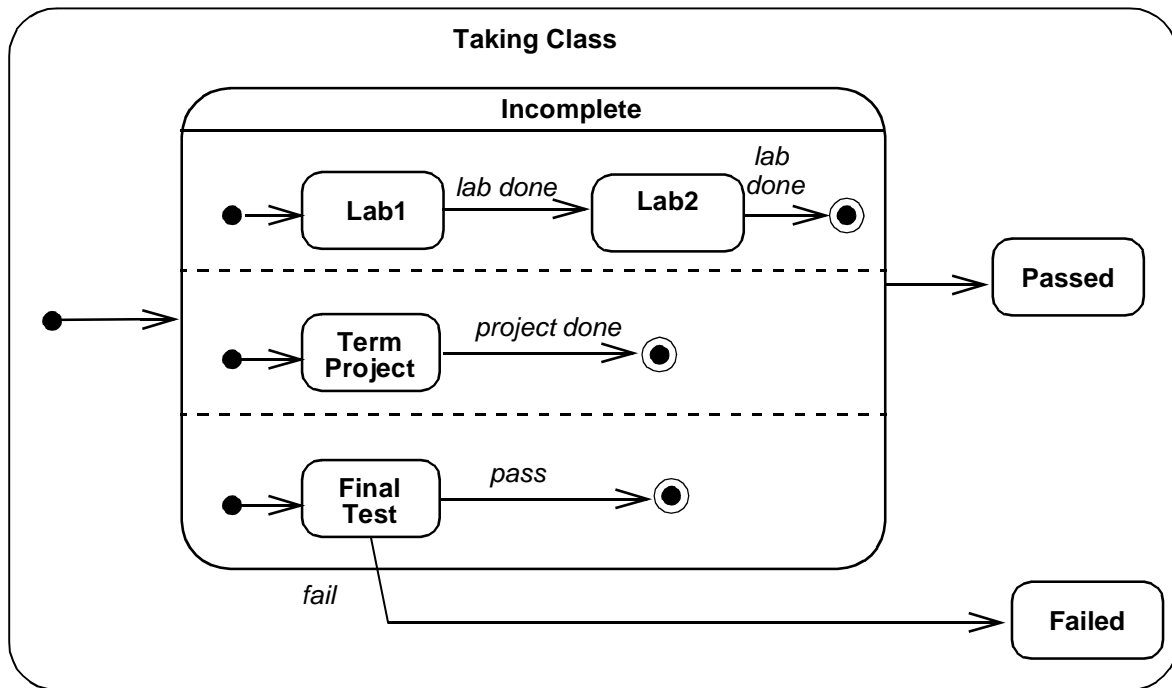 Taking Class
Incomplete
lab
done
lab done
Lab1
Lab2
Passed
Term
Project
project done
Final
Test
pass
fail
Failed